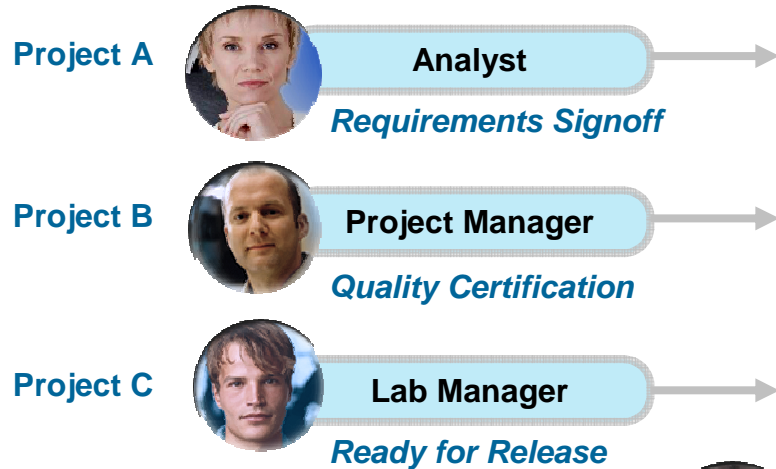 Project A
Analyst
Requirements Signoff
Project B
Project Manager
Quality Certification
Project C
Lab Manager
Ready for Release